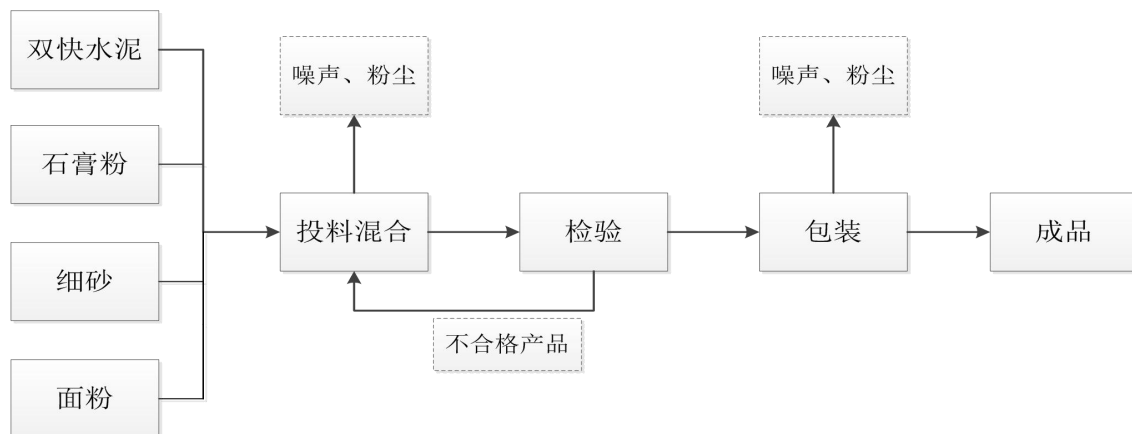 双快水泥
石膏粉
细砂
面粉
噪声、粉尘
投料混合
检验
不合格产品
噪声、粉尘
包装
成品